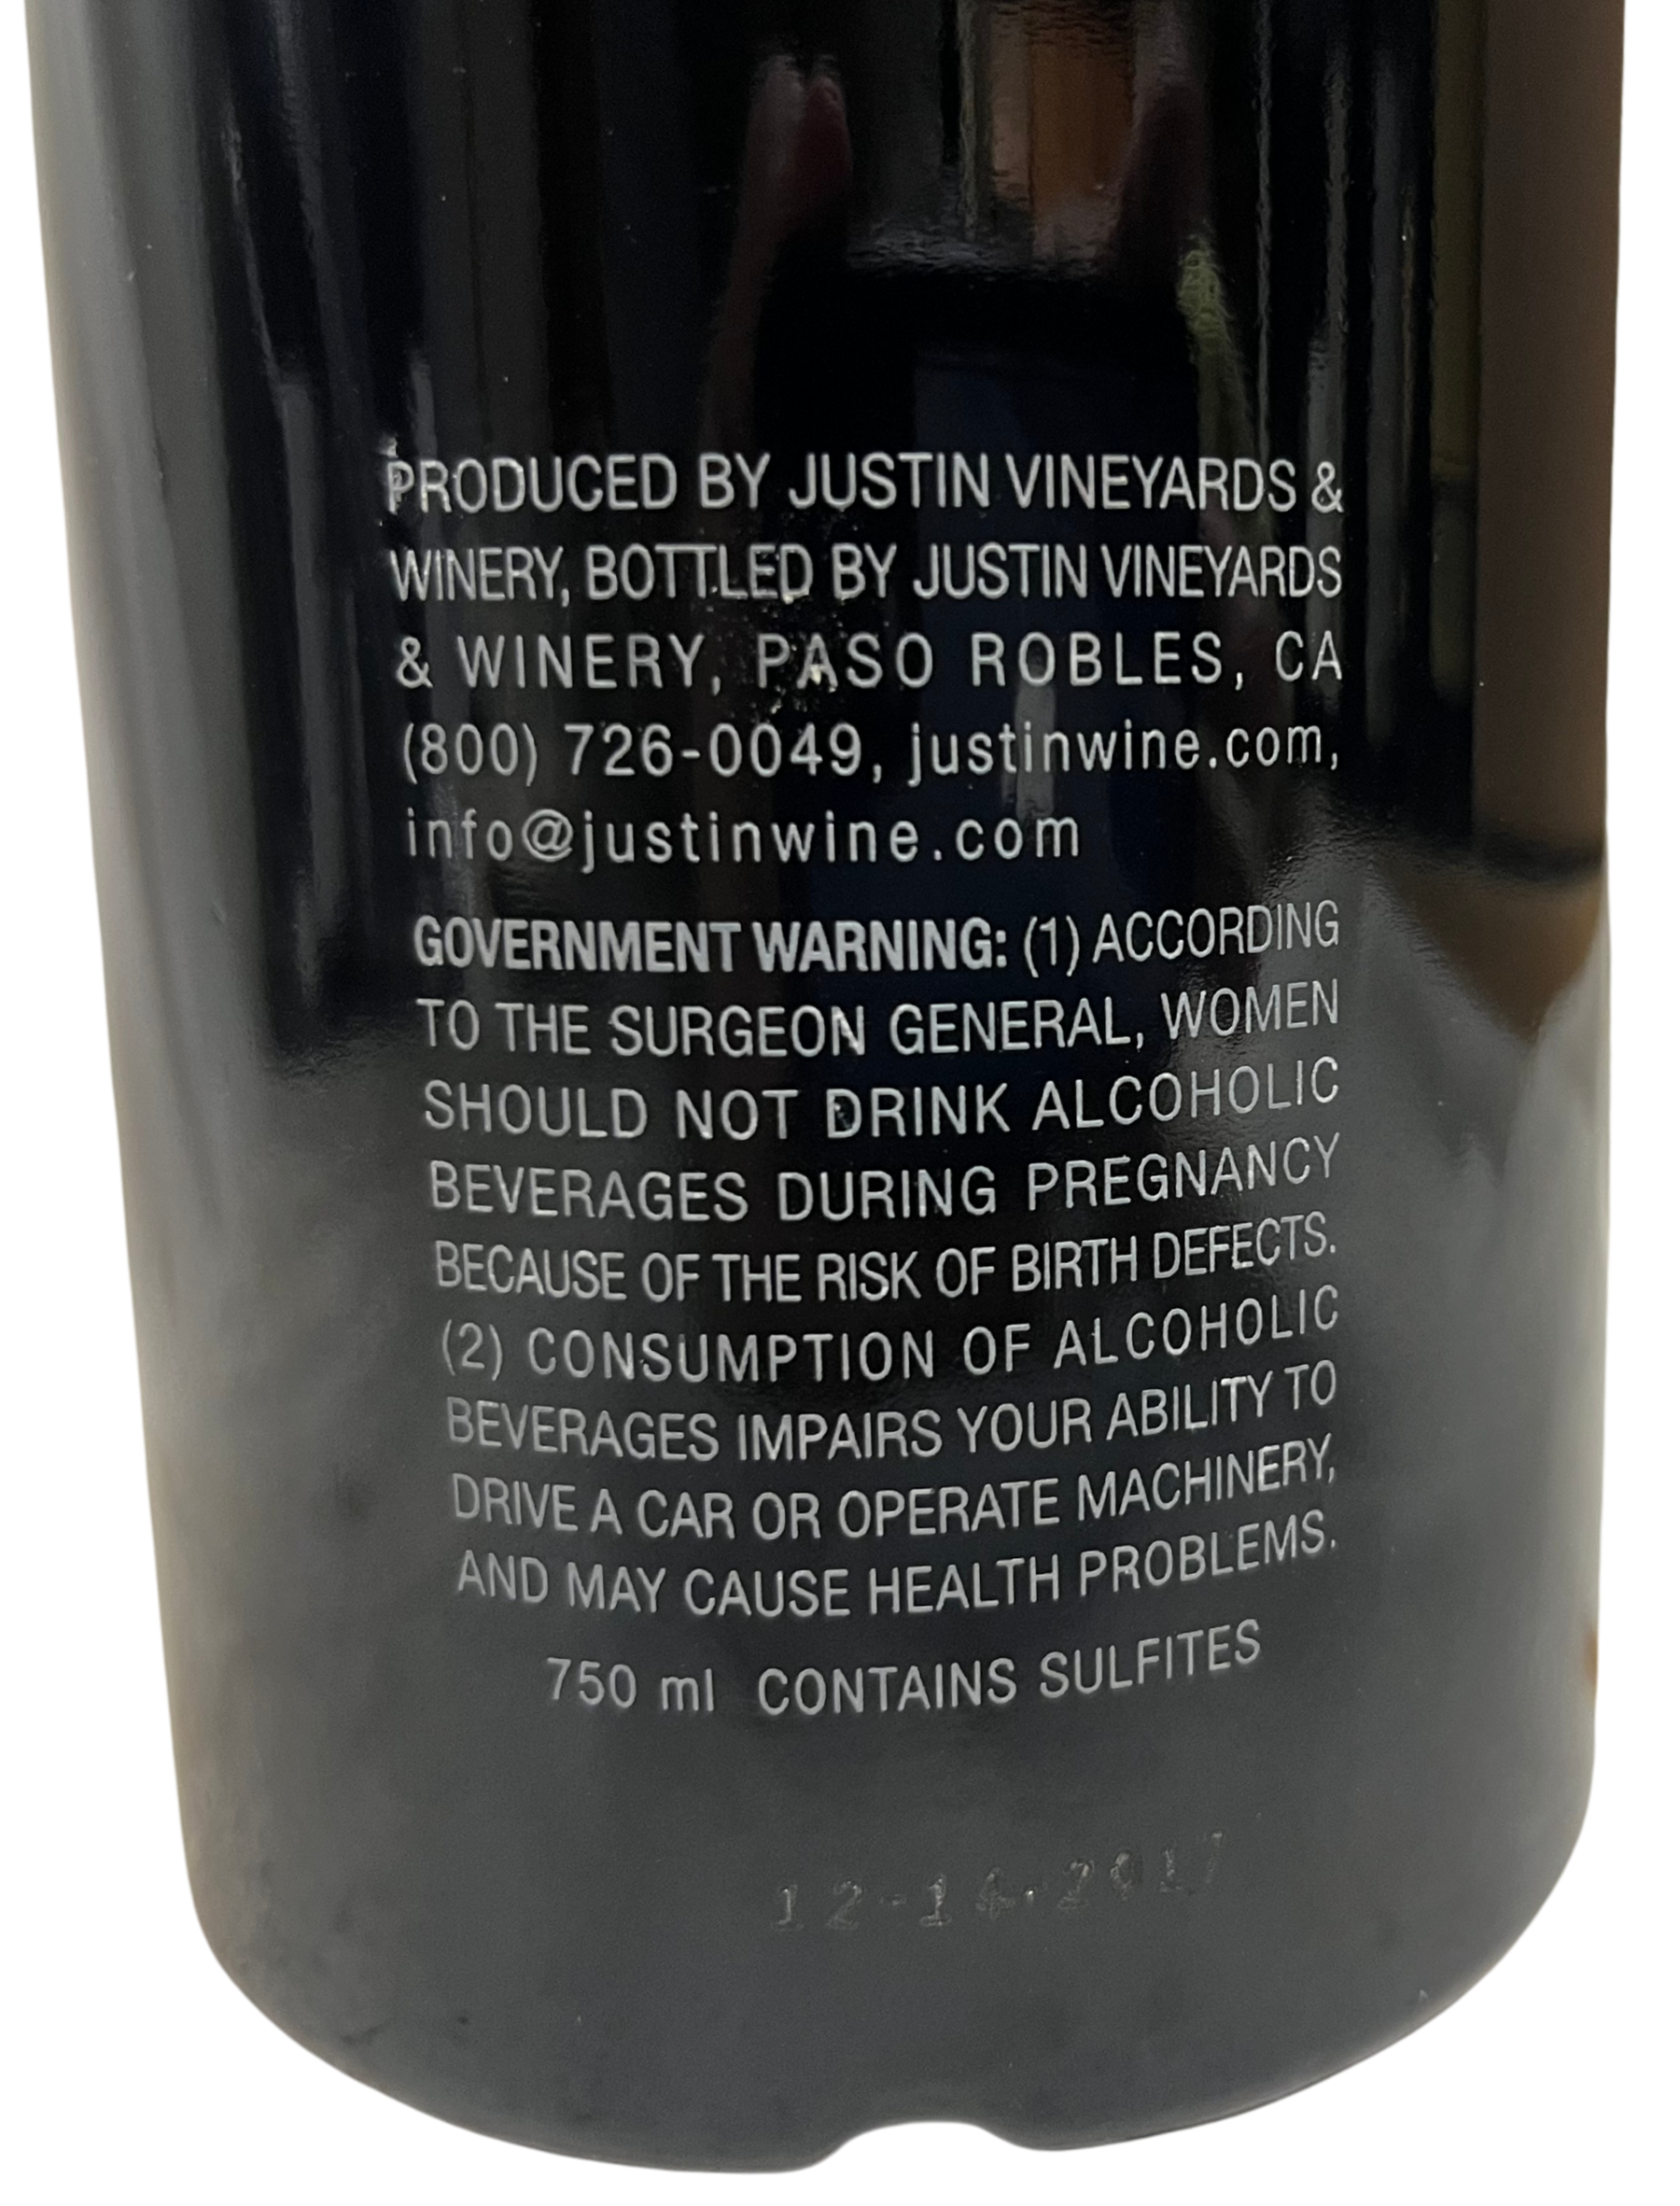 PRODUCED BY JUSTIN VINEYARDS &
WINERY, BOTTLED BY JUSTIN VINEYARDS
& WINERY, PASO ROBLES, CA
(800) 726-0049, justinwine.com,
info@justinwine.com
GOVERNMENT WARNING: (1) ACCORDING
TO THE SURGEON GENERAL, WOMEN
SHOULD NOT DRINK ALCOHOLIC
BEVERAGES DURING PREGNANCY
BECAUSE OF THE RISK OF BIRTH DEFECTS.
(2) CONSUMPTION OF ALCOHOLIC
BEVERAGES IMPAIRS YOUR ABILITY TO
DRIVE A CAR OR OPERATE MACHINERY,
AND MAY CAUSE HEALTH PROBLEMS.
750 ml CONTAINS SULFITES
12-14-2017